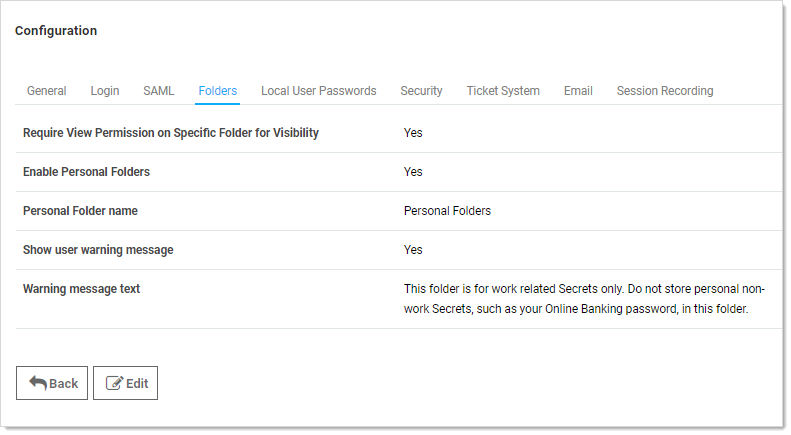 Configuration
General Login SAML Folders Local User Passwords Security Ticket System Email Session Recording
Require View Permission on Specific Folder for Visibility Yes
Enable Personal Folders Yes
Personal Folder name Personal Folders
Show user warning message Yes
Warning message text This folder is for work related Secrets only. Do not store personal non-
work Secrets, such as your Online Banking password, in this folder.
Back Edit